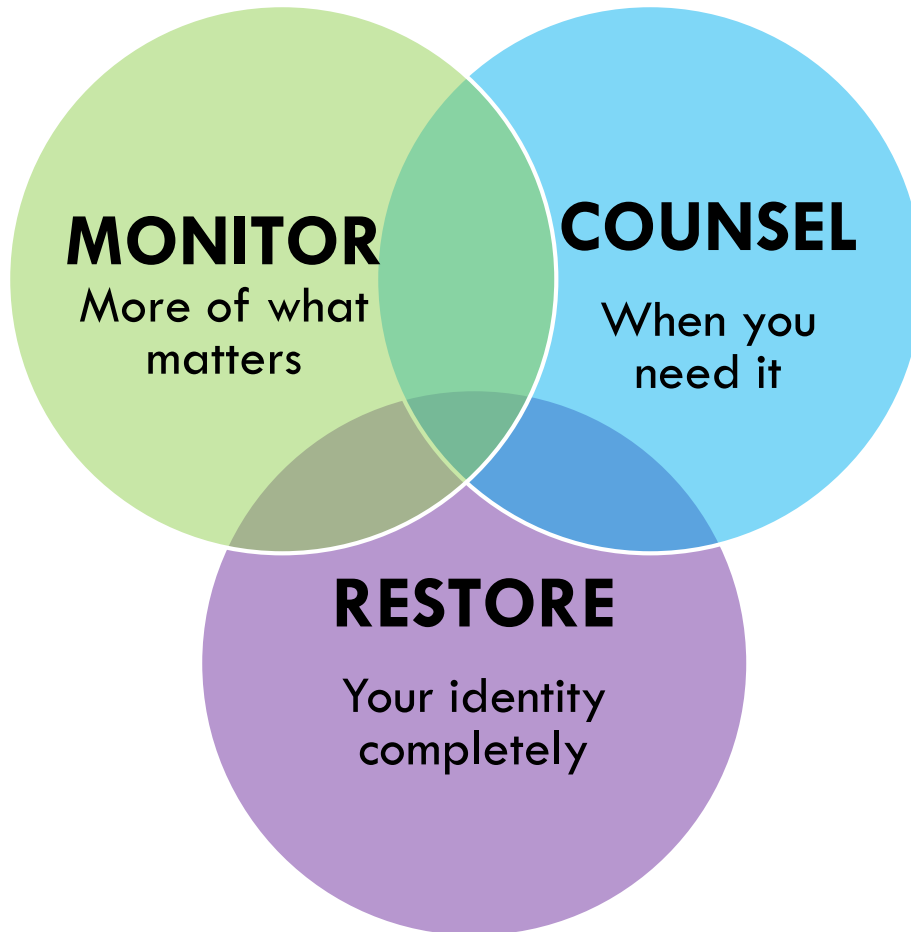 MONITOR
More of what
matters
COUNSEL
When you
need it
RESTORE
Your identity
completely